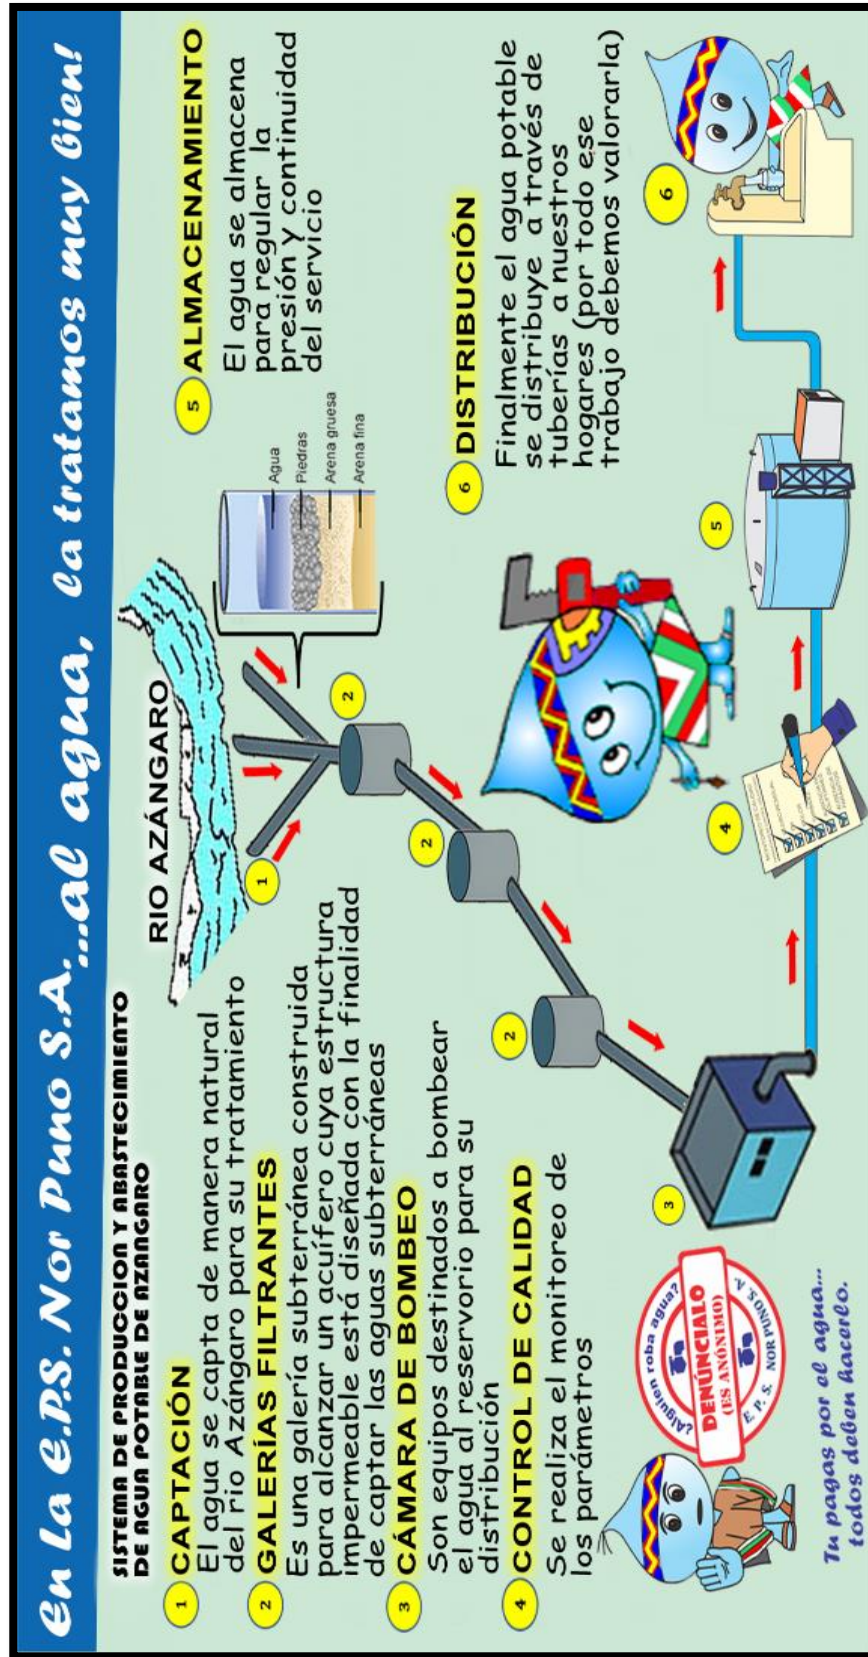 En La E.P.S. Nor Puno S.A. ...al agua, la tratamos muy bien!
SISTEMA DE PRODUCCION Y ABASTECIMIENTO
DE AGUA POTABLE DE AZANGARO
1 CAPTACIÓN
El agua se capta de manera natural
del rio Azángaro para su tratamiento
2 GALERÍAS FILTRANTES
Es una galería subterránea construida
para alcanzar un acuífero cuya estructura
impermeable está diseñada con la finalidad
de captar las aguas subterráneas
3 CÁMARA DE BOMBEO
Son equipos destinados a bombear
el agua al reservorio para su
distribución
4 CONTROL DE CALIDAD
Se realiza el monitoreo de
los parámetros
RIO AZÁNGARO
1
2
2
2
3
4
5
6
Agua
Piedras
Arena gruesa
Arena fina
5 ALMACENAMIENTO
El agua se almacena
para regular la
presión y continuidad
del servicio
6 DISTRIBUCIÓN
Finalmente el agua potable
se distribuye a través de
tuberías a nuestros
hogares (por todo ese
trabajo debemos valorarla)
¿Alguien roba agua?
DENÚNCIALO
(ES ANÓNIMO)
E. P. S. NOR PUNO S. A.
Tu pagas por el agua...
todos deben hacerlo.